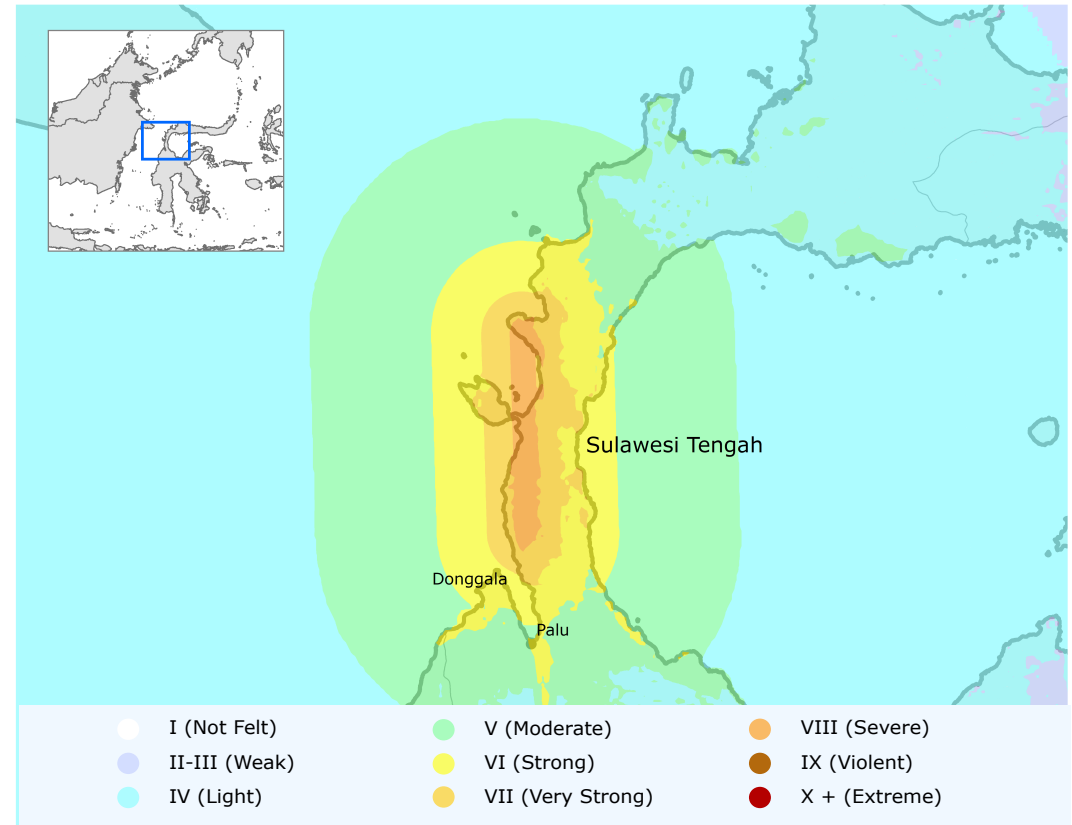 Sulawesi Tengah
Donggala
Palu
I (Not Felt)
II-III (Weak)
IV (Light)
V (Moderate)
VI (Strong)
VII (Very Strong)
VIII (Severe)
IX (Violent)
X + (Extreme)